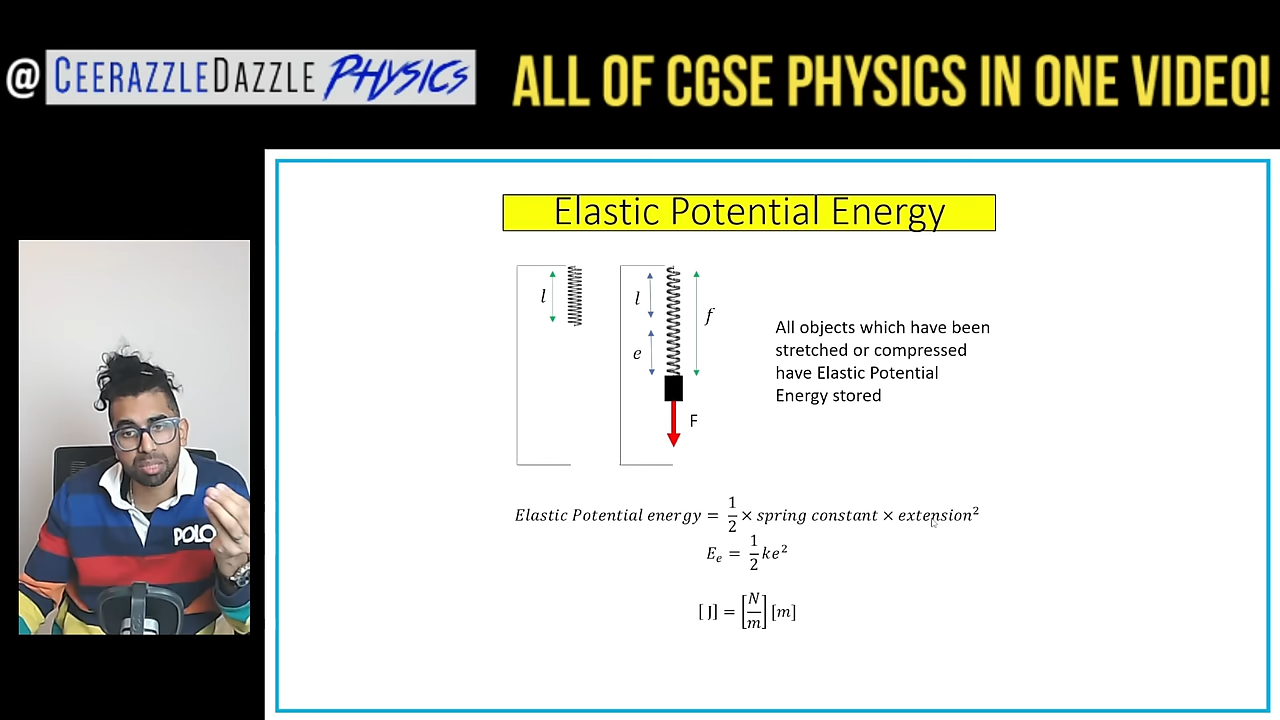 @ CEERAZZLEDAZZLE PHYSICS
ALL OF CGSE PHYSICS IN ONE VIDEO!
Elastic Potential Energy
l
l
e
f
F
All objects which have been
stretched or compressed
have Elastic Potential
Energy stored
POLO
Elastic Potential energy = 1/2 × spring constant × extension²
Eₑ = 1/2 ke²
[ J] = [N/m] [m]